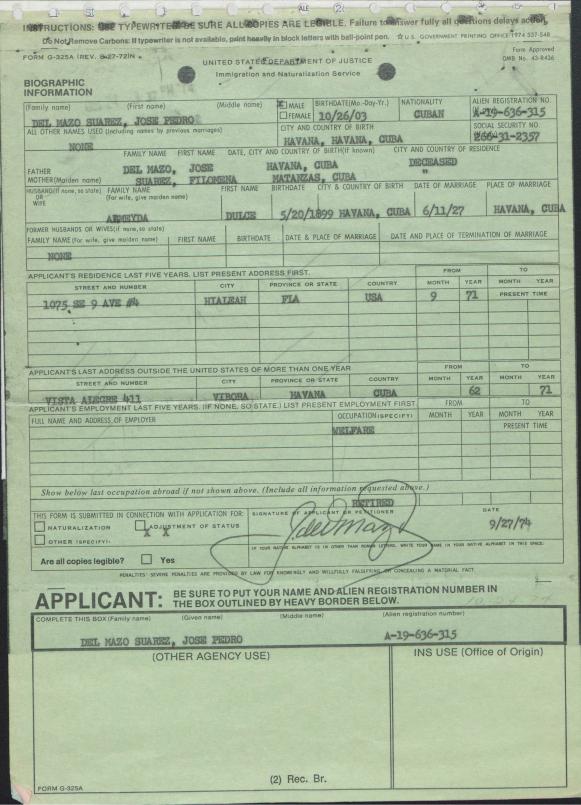 INSTRUCTIONS: USE TYPEWRITER. BE SURE ALL COPIES ARE LEGIBLE. Failure to answer fully all questions delays action.
Do Not Remove Carbons: If typewriter is not available, print heavily in block letters with ball-point pen. ☆ U.S. GOVERNMENT PRINTING OFFICE 1974 537-548
FORM G-325A (REV. 8-27-72)N
UNITED STATES DEPARTMENT OF JUSTICE
Immigration and Naturalization Service
Form Approved
OMB No. 43-R436
BIOGRAPHIC
INFORMATION
(Family name) (First name) (Middle name) X MALE FEMALE BIRTHDATE(Mo.-Day-Yr.) NATIONALITY ALIEN REGISTRATION NO.
DEL MAZO SUAREZ, JOSE PEDRO 10/26/03 CUBAN A-19-636-315
ALL OTHER NAMES USED (Including names by previous marriages) CITY AND COUNTRY OF BIRTH SOCIAL SECURITY NO.
NONE HAVANA, HAVANA, CUBA 266-31-2357
FAMILY NAME FIRST NAME DATE, CITY AND COUNTRY OF BIRTH(If known) CITY AND COUNTRY OF RESIDENCE
FATHER DEL MAZO, JOSE HAVANA, CUBA DECEASED
MOTHER(Maiden name) SUAREZ, FILOMENA MATANZAS, CUBA "
HUSBAND(If none, so state) OR WIFE FAMILY NAME (For wife, give maiden name) FIRST NAME BIRTHDATE CITY & COUNTRY OF BIRTH DATE OF MARRIAGE PLACE OF MARRIAGE
DULCE 5/20/1899 HAVANA, CUBA 6/11/27 HAVANA, CUBA
FORMER HUSBANDS OR WIVES(if none, so state)
FAMILY NAME (For wife, give maiden name) FIRST NAME BIRTHDATE DATE & PLACE OF MARRIAGE DATE AND PLACE OF TERMINATION OF MARRIAGE
NONE
APPLICANT'S RESIDENCE LAST FIVE YEARS. LIST PRESENT ADDRESS FIRST. FROM TO
STREET AND NUMBER CITY PROVINCE OR STATE COUNTRY MONTH YEAR MONTH YEAR
1075 SE 9 AVE #4 HIALEAH FLA USA 9 71 PRESENT TIME
APPLICANT'S LAST ADDRESS OUTSIDE THE UNITED STATES OF MORE THAN ONE YEAR FROM TO
STREET AND NUMBER CITY PROVINCE OR STATE COUNTRY MONTH YEAR MONTH YEAR
VISTA ALEGRE 411 VIBORA HAVANA CUBA 62 71
APPLICANT'S EMPLOYMENT LAST FIVE YEARS. (IF NONE, SO STATE.) LIST PRESENT EMPLOYMENT FIRST. FROM TO
FULL NAME AND ADDRESS OF EMPLOYER OCCUPATION(SPECIFY) MONTH YEAR MONTH YEAR
WELFARE PRESENT TIME
Show below last occupation abroad if not shown above. (Include all information requested above.)
RETIRED
THIS FORM IS SUBMITTED IN CONNECTION WITH APPLICATION FOR: SIGNATURE OF APPLICANT OR PETITIONER DATE
NATURALIZATION ADJUSTMENT OF STATUS 9/27/74
X X
OTHER (SPECIFY):
IF YOUR NATIVE ALPHABET IS IN OTHER THAN ROMAN LETTERS, WRITE YOUR NAME IN YOUR NATIVE ALPHABET IN THIS SPACE:
Are all copies legible? Yes
PENALTIES: SEVERE PENALTIES ARE PROVIDED BY LAW FOR KNOWINGLY AND WILLFULLY FALSIFYING OR CONCEALING A MATERIAL FACT.
APPLICANT: BE SURE TO PUT YOUR NAME AND ALIEN REGISTRATION NUMBER IN
THE BOX OUTLINED BY HEAVY BORDER BELOW.
COMPLETE THIS BOX (Family name) (Given name) (Middle name) (Alien registration number)
DEL MAZO SUAREZ, JOSE PEDRO A-19-636-315
(OTHER AGENCY USE) INS USE (Office of Origin)
(2) Rec. Br.
FORM G-325A